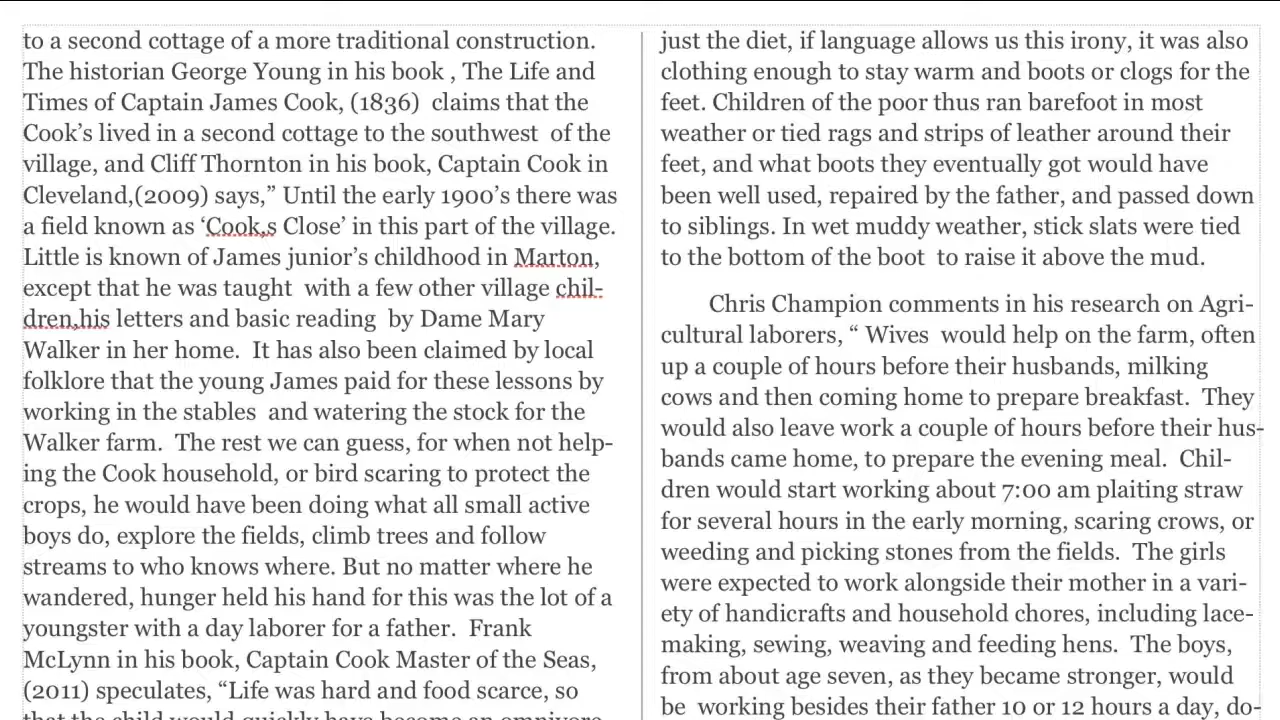 to a second cottage of a more traditional construction.
The historian George Young in his book , The Life and
Times of Captain James Cook, (1836)  claims that the
Cook’s lived in a second cottage to the southwest  of the
village, and Cliff Thornton in his book, Captain Cook in
Cleveland,(2009) says,” Until the early 1900’s there was
a field known as ‘Cook,s Close’ in this part of the village.
Little is known of James junior’s childhood in Marton,
except that he was taught  with a few other village chil-
dren,his letters and basic reading  by Dame Mary
Walker in her home.  It has also been claimed by local
folklore that the young James paid for these lessons by
working in the stables  and watering the stock for the
Walker farm.  The rest we can guess, for when not help-
ing the Cook household, or bird scaring to protect the
crops, he would have been doing what all small active
boys do, explore the fields, climb trees and follow
streams to who knows where. But no matter where he
wandered, hunger held his hand for this was the lot of a
youngster with a day laborer for a father.  Frank
McLynn in his book, Captain Cook Master of the Seas,
(2011) speculates, “Life was hard and food scarce, so
that the child would quickly have become an omnivore
just the diet, if language allows us this irony, it was also
clothing enough to stay warm and boots or clogs for the
feet. Children of the poor thus ran barefoot in most
weather or tied rags and strips of leather around their
feet, and what boots they eventually got would have
been well used, repaired by the father, and passed down
to siblings. In wet muddy weather, stick slats were tied
to the bottom of the boot  to raise it above the mud.
Chris Champion comments in his research on Agri-
cultural laborers, “ Wives  would help on the farm, often
up a couple of hours before their husbands, milking
cows and then coming home to prepare breakfast.  They
would also leave work a couple of hours before their hus-
bands came home, to prepare the evening meal.  Chil-
dren would start working about 7:00 am plaiting straw
for several hours in the early morning, scaring crows, or
weeding and picking stones from the fields.  The girls
were expected to work alongside their mother in a vari-
ety of handicrafts and household chores, including lace-
making, sewing, weaving and feeding hens.  The boys,
from about age seven, as they became stronger, would
be  working besides their father 10 or 12 hours a day, do-